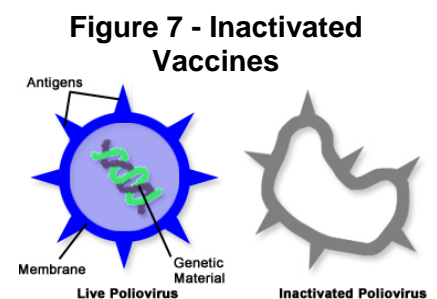 Figure 7 - Inactivated
Vaccines
Antigens
Membrane
Genetic
Material
Live Poliovirus
Inactivated Poliovirus